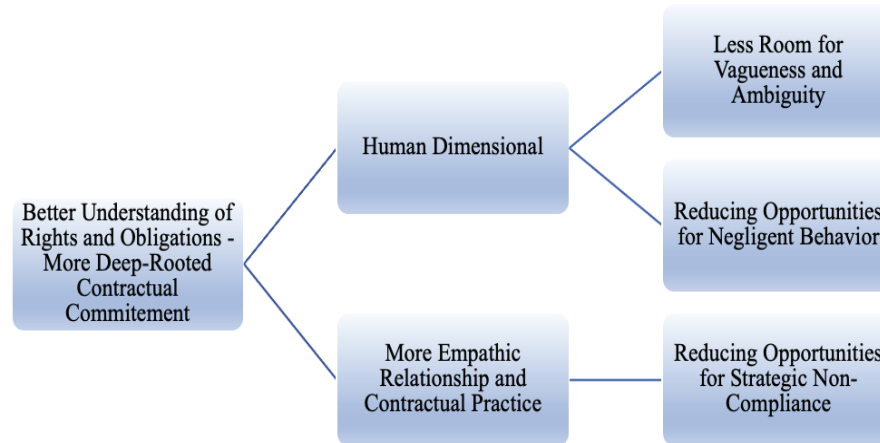 Less Room for
Vagueness and
Ambiguity
Human Dimensional
Better Understanding of
Rights and Obligations -
More Deep-Rooted
Contractual
Commitement
Reducing Opportunities
for Negligent Behavior
More Empathic
Relationship and
Contractual Practice
Reducing Opportunities
for Strategic Non-
Compliance